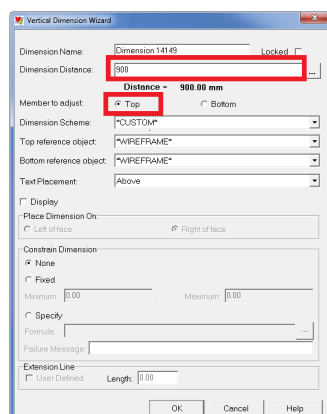 Vertical Dimension Wizard
Dimension Name: Dimension 14149 Locked
Dimension Distance: 900 ...
Distance = 900.00 mm
Member to adjust: Top Bottom
Dimension Scheme: *CUSTOM*
Top reference object: *WIREFRAME*
Bottom reference object: *WIREFRAME*
Text Placement: Above
Display
Place Dimension On:
Left of face Right of face
Constrain Dimension
None
Fixed
Minimum: 0.00 Maximum: 0.00
Specify
Formula: ...
Failure Message:
Extension Line
User Defined Length: 0.00
OK Cancel Help